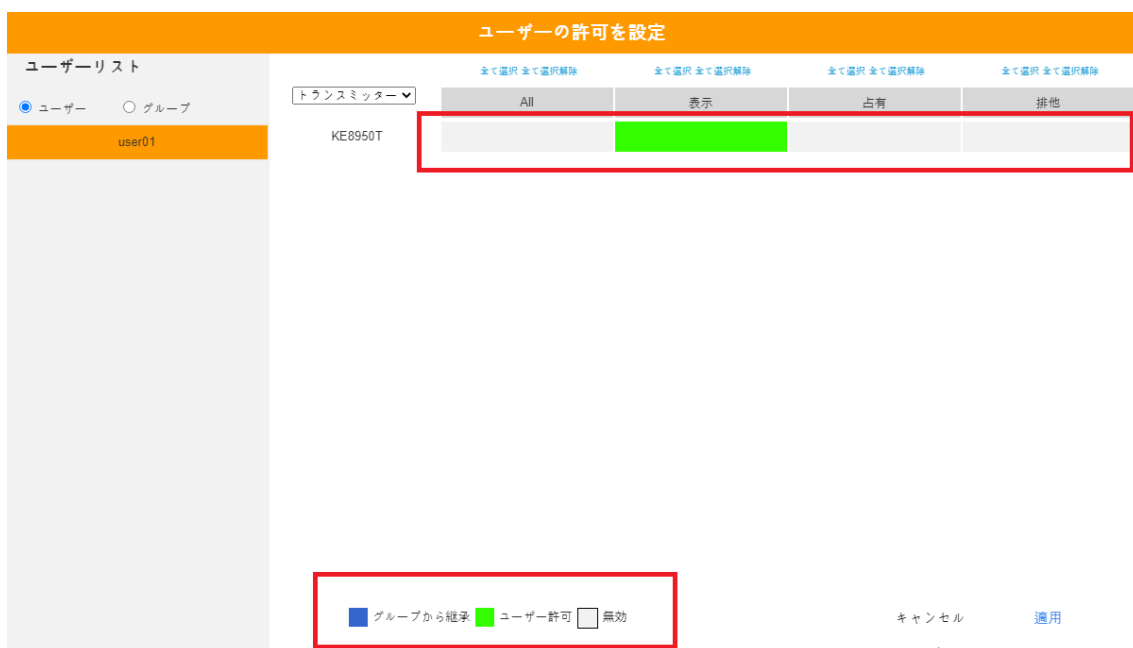 ユーザーの許可を設定
ユーザーリスト
全て選択 全て選択解除 全て選択 全て選択解除 全て選択 全て選択解除 全て選択 全て選択解除
ユーザー グループ トランスミッター All 表示 占有 排他
user01 KE8950T
グループから継承 ユーザー許可 無効 キャンセル 適用